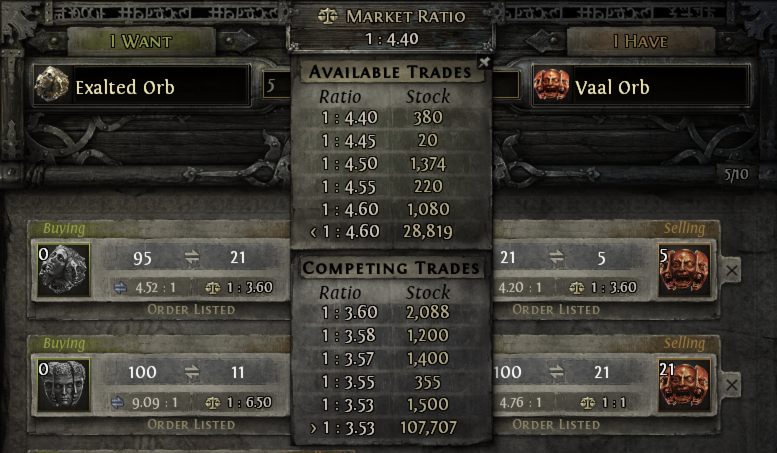 Market Ratio
I Want 1 : 4.40 I Have
Available Trades
Exalted Orb 5 Vaal Orb
Ratio Stock
1 : 4.40 380
1 : 4.45 20
1 : 4.50 1,374
1 : 4.55 220 5/10
1 : 4.60 1,080
< 1 : 4.60 28,819
Buying Selling
0 95 21 21 5 5
4.52 : 1 1 : 3.60 4.20 : 1 1 : 3.60
Order Listed Order Listed
Competing Trades
Ratio Stock
1 : 3.60 2,088
1 : 3.58 1,200
1 : 3.57 1,400
1 : 3.55 355
1 : 3.53 1,500
> 1 : 3.53 107,707
Buying Selling
0 100 11 100 21 21
9.09 : 1 1 : 6.50 4.76 : 1 1 : 1
Order Listed Order Listed